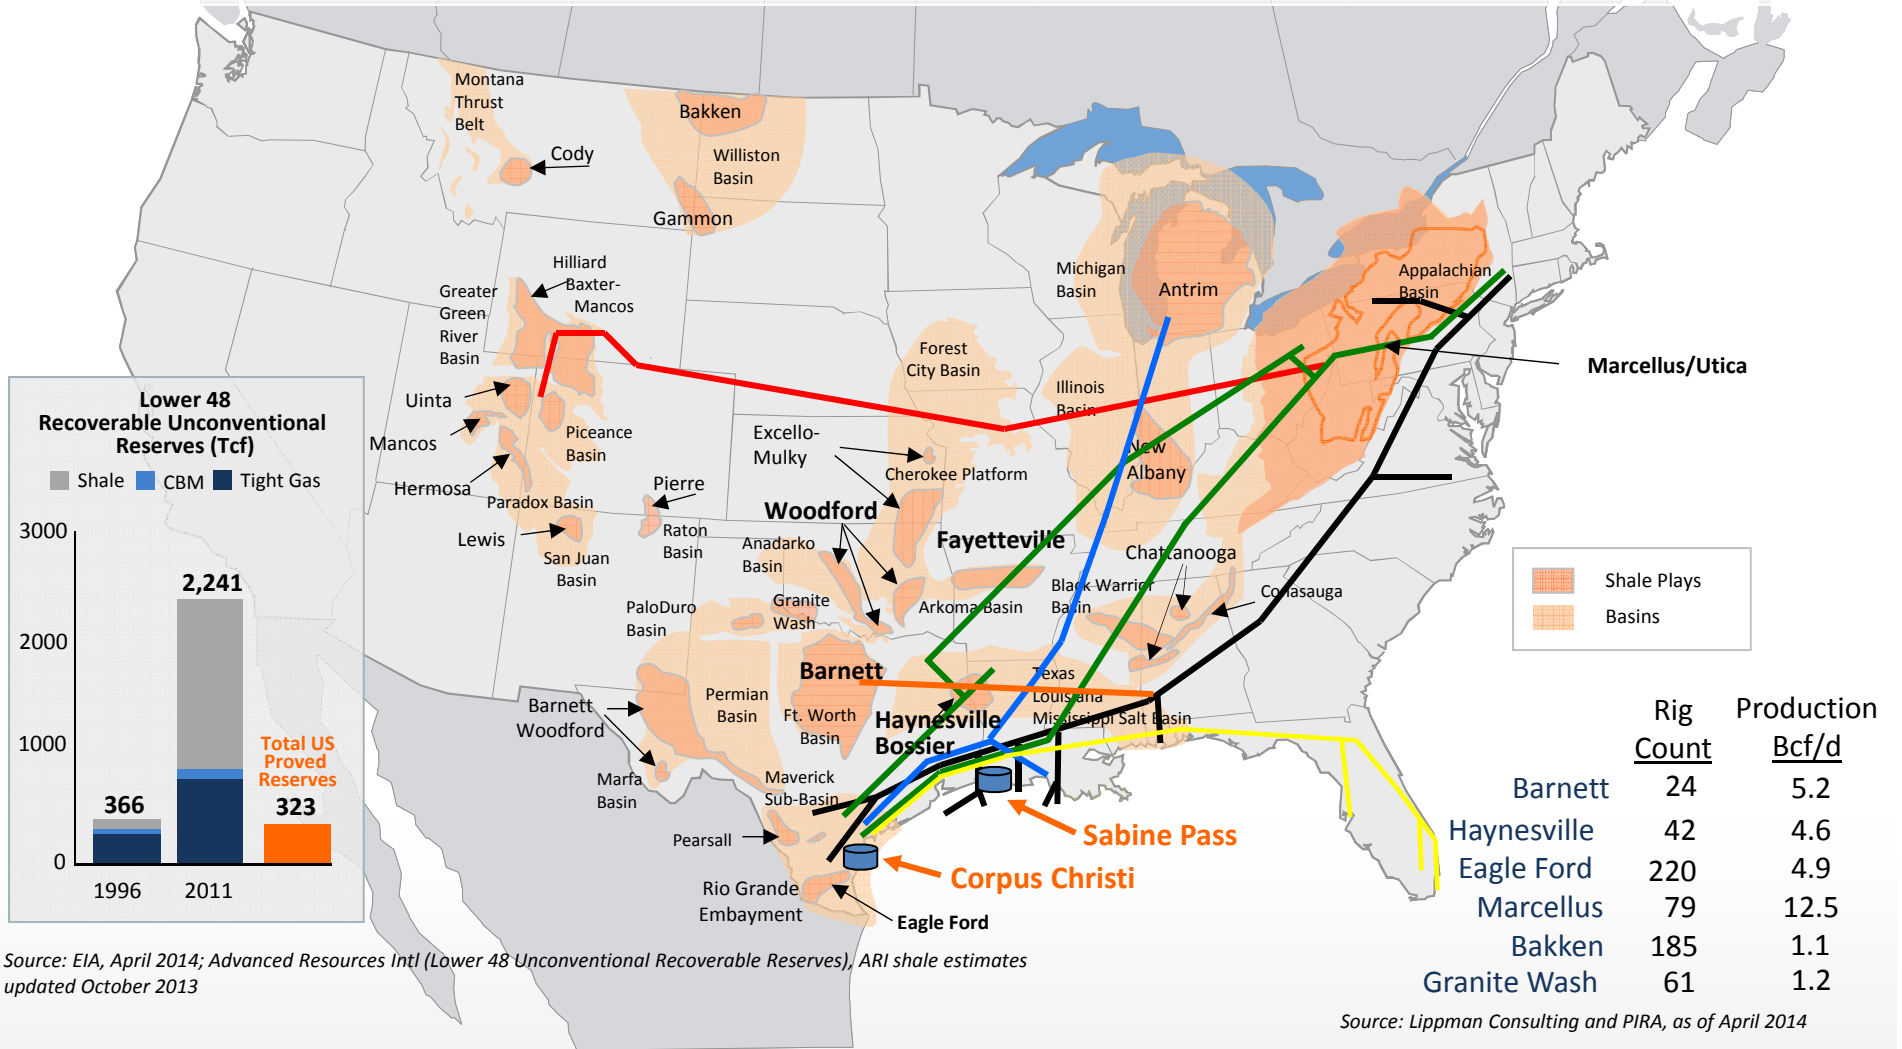 Montana
Thrust
Belt
Cody
Bakken
Williston
Basin
Gammon
Hilliard
Baxter-
Mancos
Greater
Green
River
Basin
Uinta
Mancos
Hermosa
Piceance
Basin
Paradox Basin
Lewis
San Juan
Basin
Pierre
Raton
Basin
Forest
City Basin
Excello-
Mulky
Cherokee Platform
Woodford
Anadarko
Basin
Fayetteville
PaloDuro
Basin
Granite
Wash
Arkoma Basin
Michigan
Basin
Antrim
Illinois
Basin
New
Albany
Appalachian
Basin
Marcellus/Utica
Chattanooga
Black Warrior
Basin
Conasauga
Barnett
Barnett
Woodford
Permian
Basin
Ft. Worth
Basin
Haynesville
Bossier
Texas
Louisiana
Mississippi Salt Basin
Marfa
Basin
Maverick
Sub-Basin
Pearsall
Rio Grande
Embayment
Eagle Ford
Sabine Pass
Corpus Christi
Lower 48
Recoverable Unconventional
Reserves (Tcf)
Shale CBM Tight Gas
3000
2000
1000
0
366
2,241
Total US
Proved
Reserves
323
1996 2011
Shale Plays
Basins
Rig Production
Count Bcf/d
Barnett 24 5.2
Haynesville 42 4.6
Eagle Ford 220 4.9
Marcellus 79 12.5
Bakken 185 1.1
Granite Wash 61 1.2
Source: EIA, April 2014; Advanced Resources Intl (Lower 48 Unconventional Recoverable Reserves), ARI shale estimates
updated October 2013
Source: Lippman Consulting and PIRA, as of April 2014